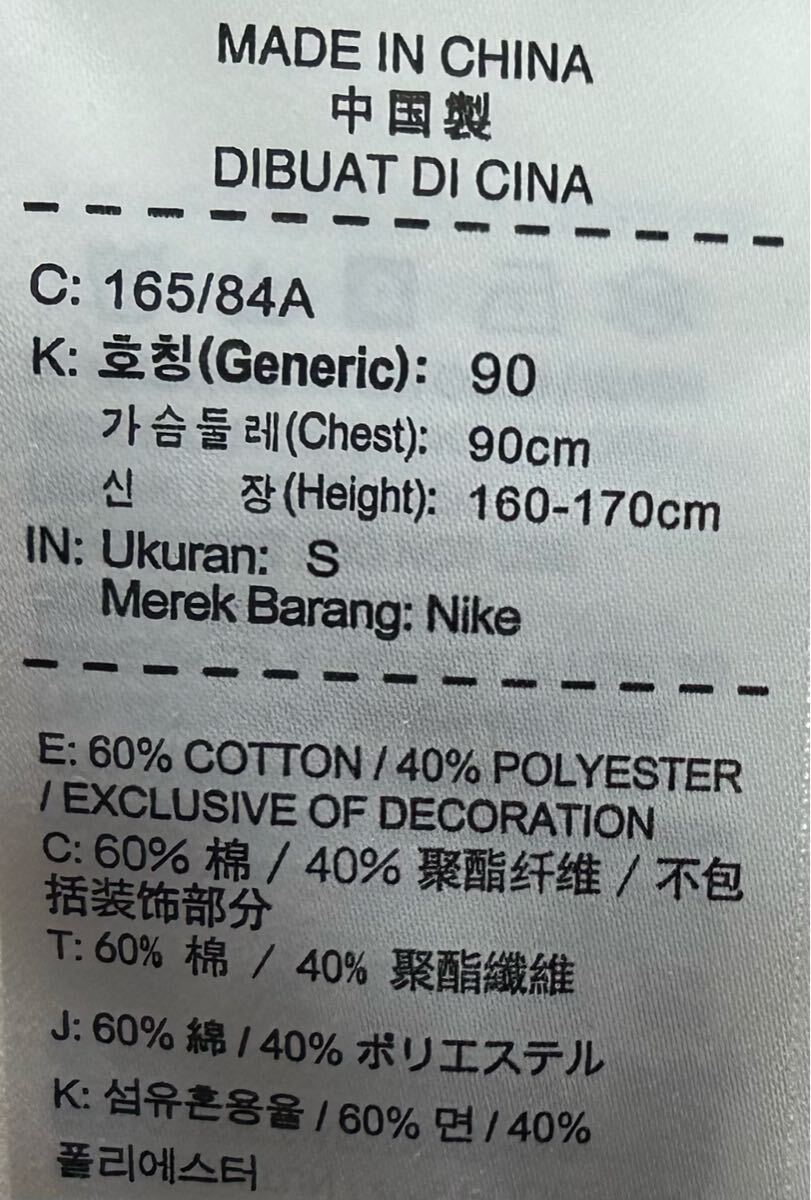 MADE IN CHINA
中国製
DIBUAT DI CINA
C: 165/84A
K: 호칭(Generic): 90
가슴둘레(Chest): 90cm
신 장(Height): 160-170cm
IN: Ukuran: S
Merek Barang: Nike
E: 60% COTTON / 40% POLYESTER
/ EXCLUSIVE OF DECORATION
C: 60% 棉 / 40% 聚酯纤维 / 不包
括装饰部分
T: 60% 棉 / 40% 聚酯纖維
J: 60% 綿 / 40% ポリエステル
K: 섬유혼용율 / 60% 면 / 40%
폴리에스터